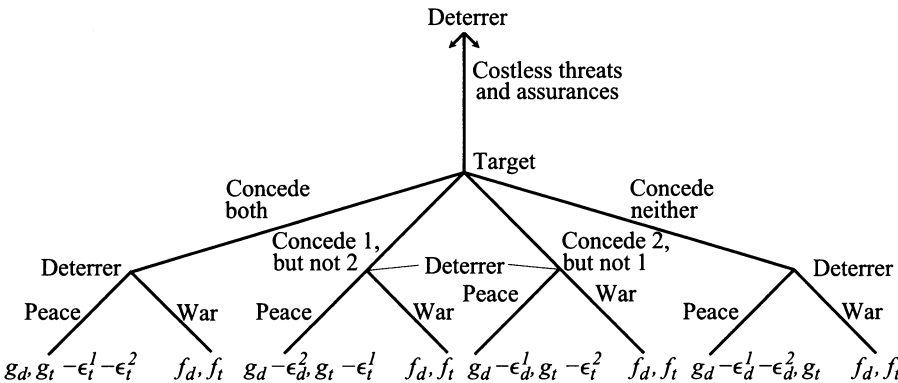 Deterrer
Costless threats
and assurances
Target
Concede
both
Concede
neither
Concede 1,
but not 2
Concede 2,
but not 1
Deterrer
Deterrer
Deterrer
Peace
War
Peace
War
Peace
War
Peace
War
g_d, g_t −ϵ_t^1−ϵ_t^2
f_d, f_t
g_d−ϵ_d^2, g_t −ϵ_t^1
f_d, f_t
g_d−ϵ_d^1, g_t −ϵ_t^2
f_d, f_t
g_d−ϵ_d^1−ϵ_d^2, g_t
f_d, f_t